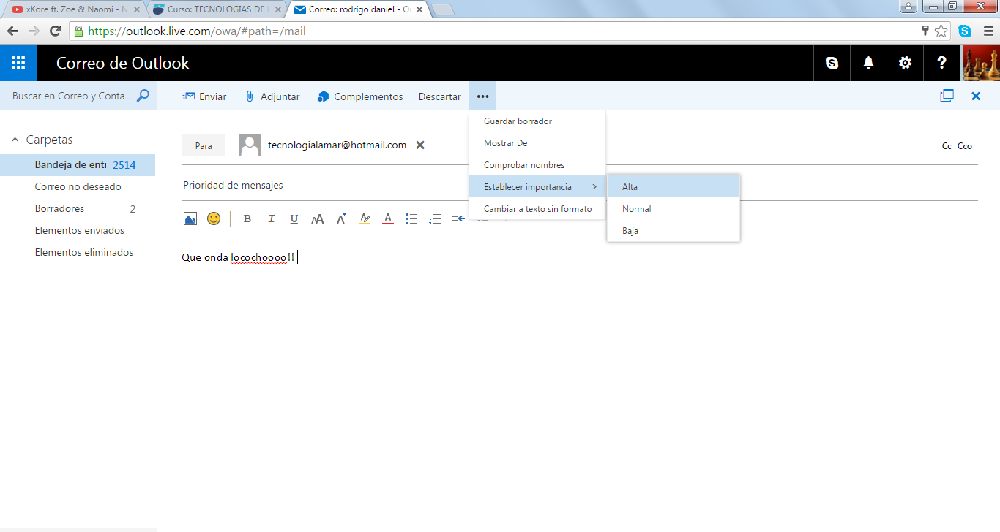 xKore ft. Zoe & Naomi - N
Curso: TECNOLOGIAS DE L
Correo: rodrigo daniel - O
https://outlook.live.com/owa/#path=/mail
Correo de Outlook
Buscar en Correo y Conta...
Enviar
Adjuntar
Complementos
Descartar
Guardar borrador
Mostrar De
Comprobar nombres
Establecer importancia
Cambiar a texto sin formato
Alta
Normal
Baja
Carpetas
Bandeja de entr 2514
Correo no deseado
Borradores 2
Elementos enviados
Elementos eliminados
Para
tecnologialamar@hotmail.com
Cc Cco
Prioridad de mensajes
B I U AA A A A
Que onda locochoooo!!